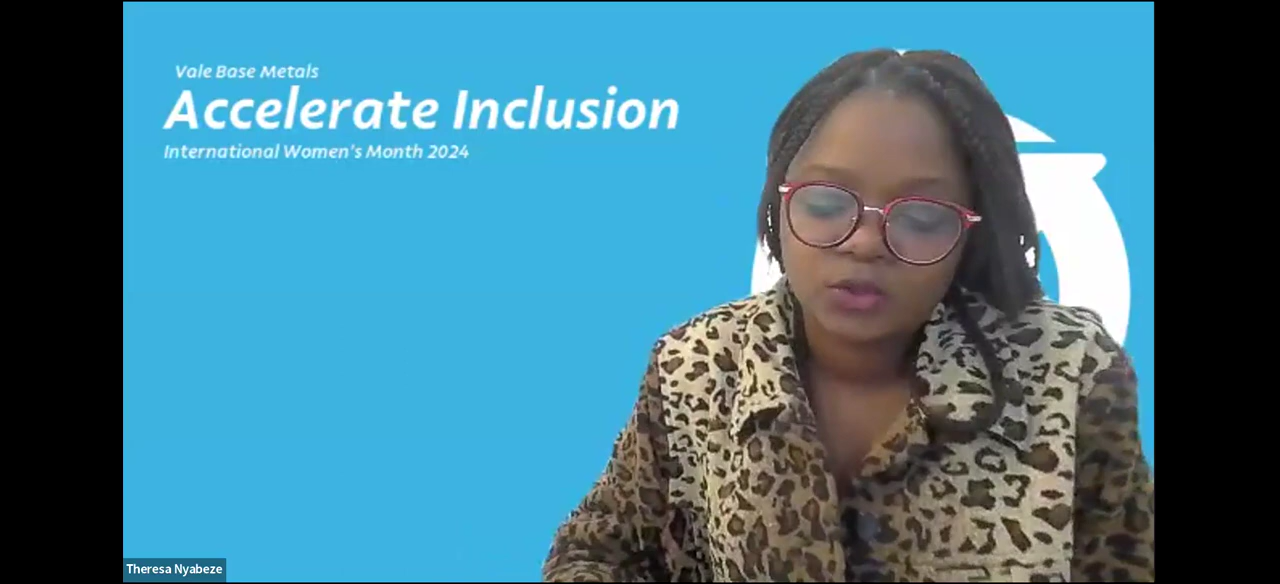 Vale Base Metals
Accelerate Inclusion
International Women's Month 2024
Theresa Nyabeze